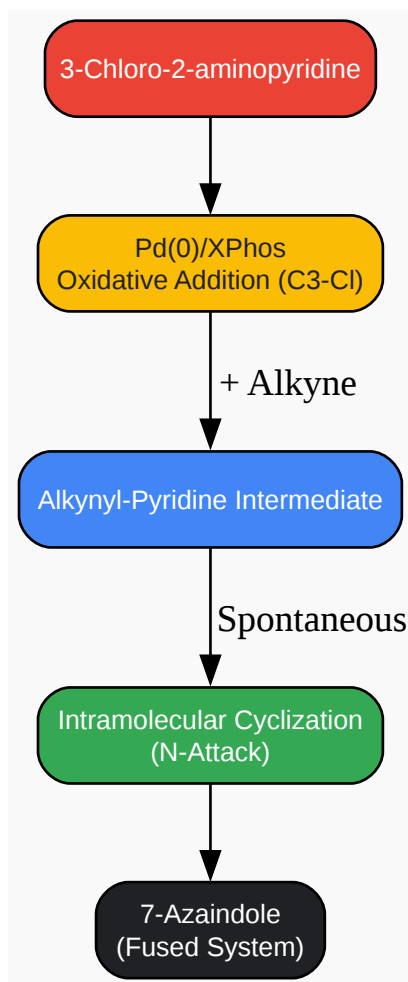 3-Chloro-2-aminopyridine
Pd(0)/XPhos
Oxidative Addition (C3-Cl)
+ Alkyne
Alkynyl-Pyridine Intermediate
Spontaneous
Intramolecular Cyclization
(N-Attack)
7-Azaindole
(Fused System)